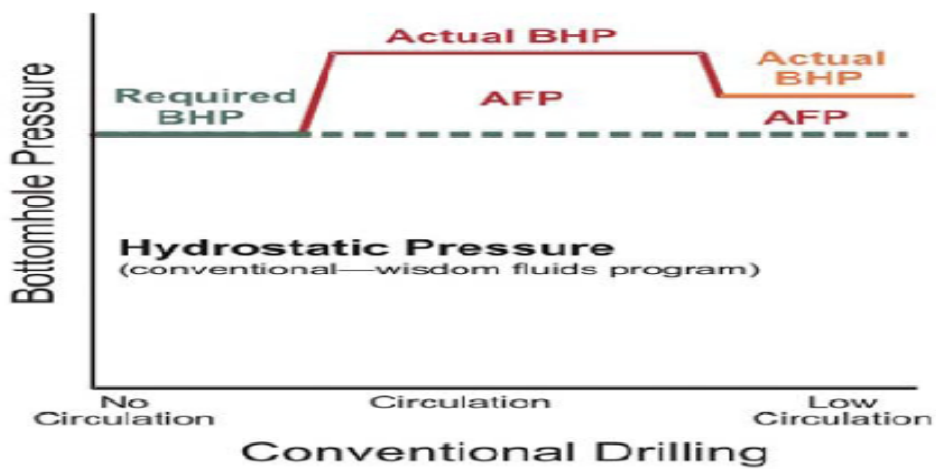 Bottomhole Pressure
Actual BHP
Actual
BHP
Required
BHP
AFP
AFP
Hydrostatic Pressure
(conventional—wisdom fluids program)
No
Circulation
Circulation
Low
Circulation
Conventional Drilling